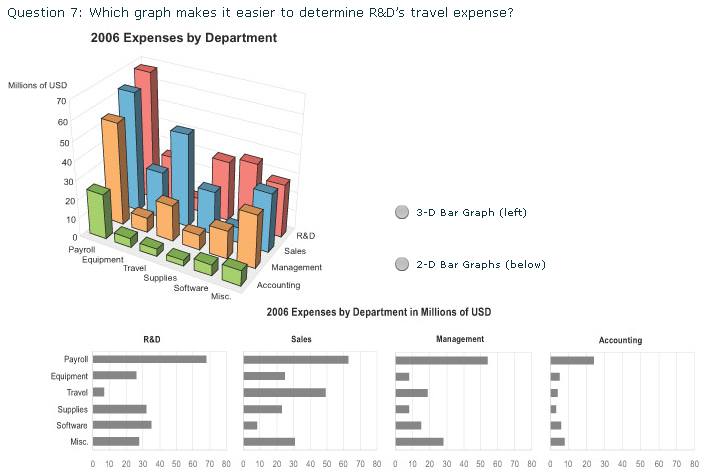 Question 7: Which graph makes it easier to determine R&D's travel expense?
2006 Expenses by Department
Millions of USD
70
60
50
40
30
20
10
0
Payroll
Equipment
Travel
Supplies
Software
Misc.
R&D
Sales
Management
Accounting
3-D Bar Graph (left)
2-D Bar Graphs (below)
2006 Expenses by Department in Millions of USD
R&D Sales Management Accounting
Payroll
Equipment
Travel
Supplies
Software
Misc.
0 10 20 30 40 50 60 70 80 0 10 20 30 40 50 60 70 80 0 10 20 30 40 50 60 70 80 0 10 20 30 40 50 60 70 80